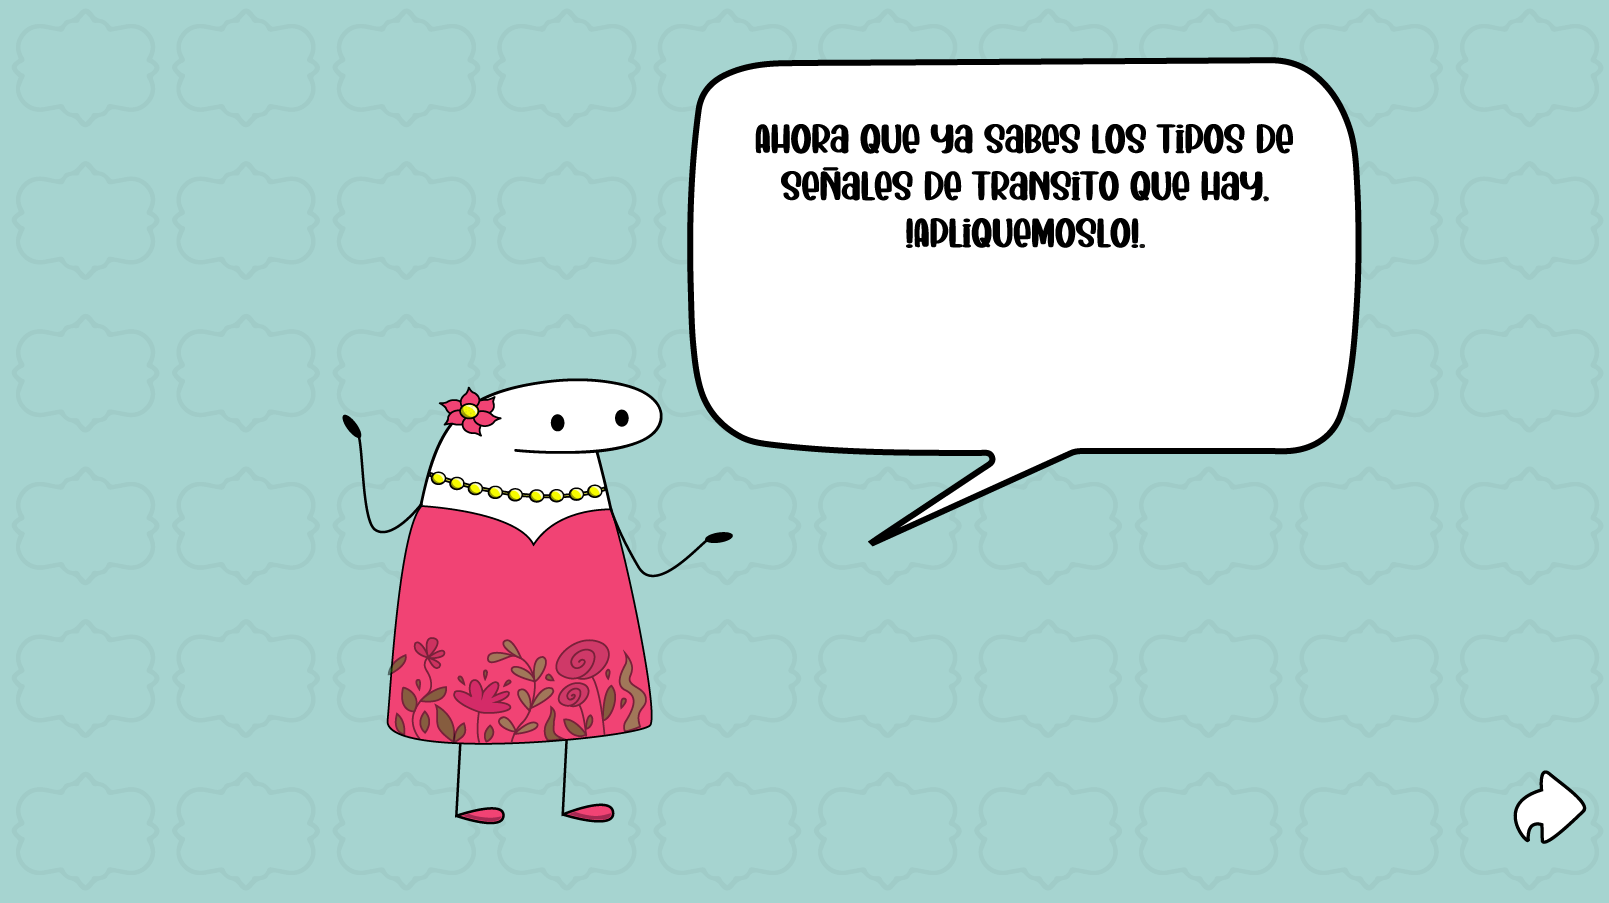 Ahora que ya sabes los tipos de
señales de transito que hay.
!Apliquemoslo!.